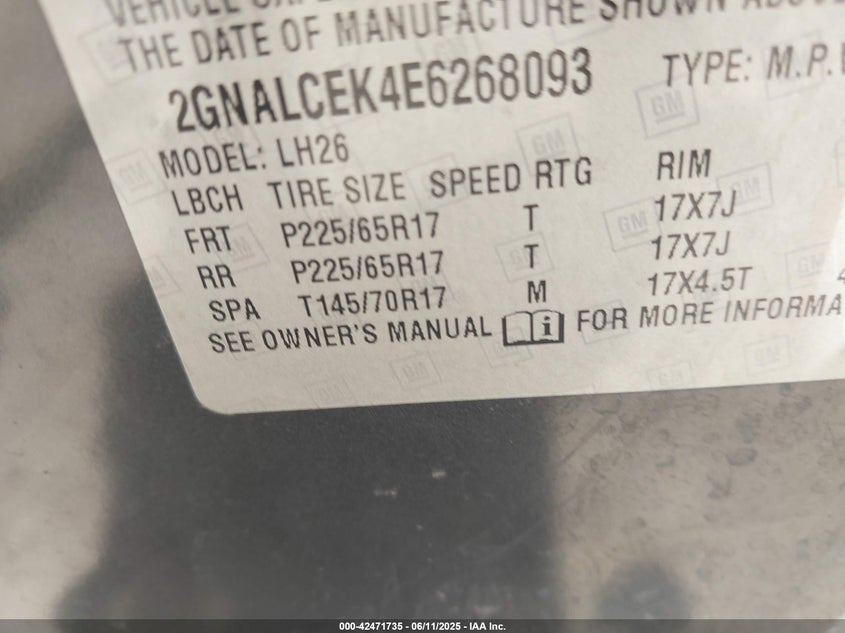 THE DATE OF MANUFACTURE SHOWN
2GNALCEK4E6268093 TYPE: M.P.
MODEL: LH26
LBCH TIRE SIZE SPEED RTG RIM
FRT P225/65R17 T 17X7J
RR P225/65R17 T 17X7J
SPA T145/70R17 M 17X4.5T
SEE OWNER'S MANUAL i FOR MORE INFORMA
000-42471735 - 06/11/2025 - IAA Inc.